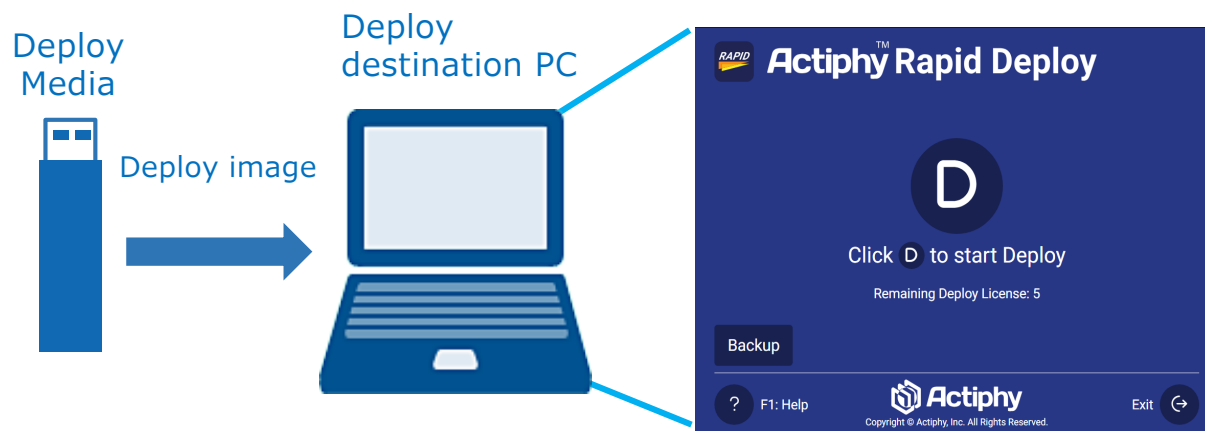 Deploy
Media
Deploy image
Deploy
destination PC
RAPID
Actiphy™ Rapid Deploy
D
Click D to start Deploy
Remaining Deploy License: 5
Backup
? F1: Help
Actiphy
Copyright © Actiphy, Inc. All Rights Reserved.
Exit